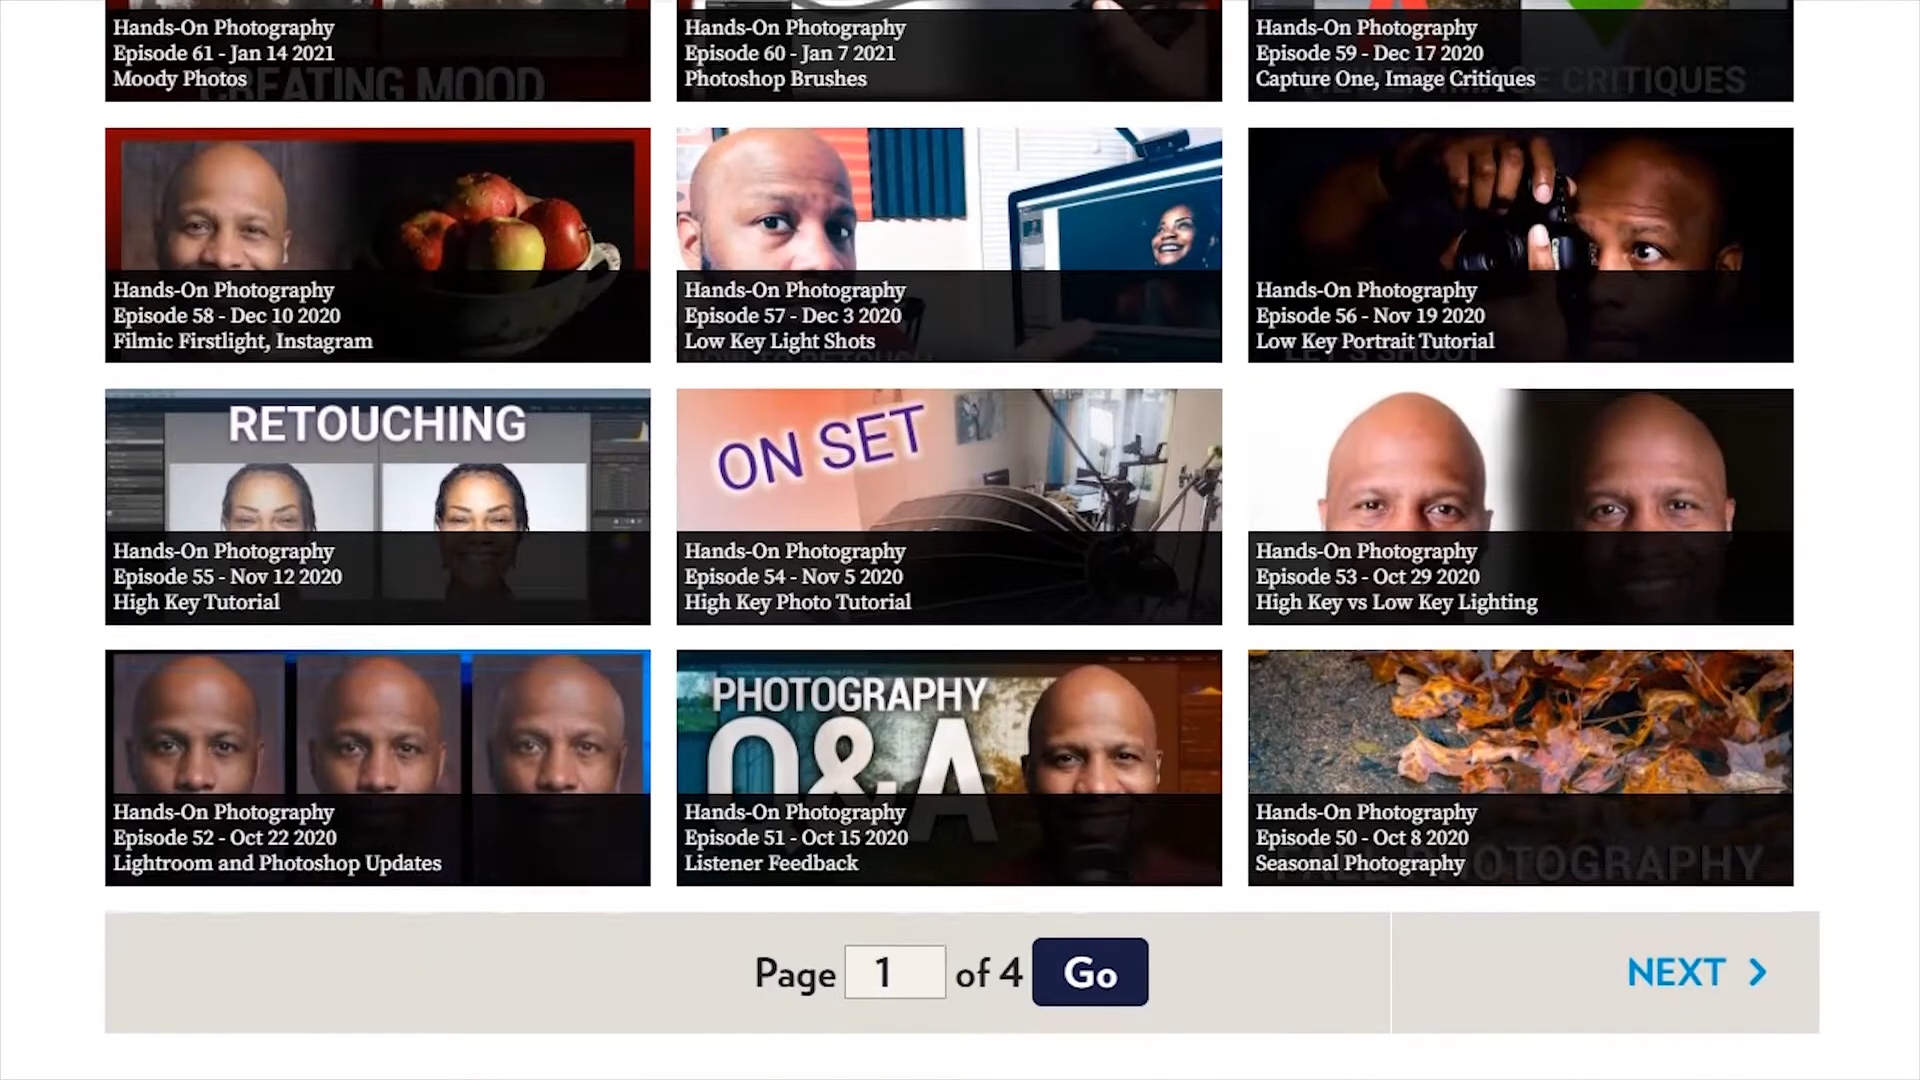 Hands-On Photography
Episode 61 - Jan 14 2021
Moody Photos
CREATING MOOD
Hands-On Photography
Episode 60 - Jan 7 2021
Photoshop Brushes
Hands-On Photography
Episode 59 - Dec 17 2020
Capture One, Image Critiques
CRITIQUES
Hands-On Photography
Episode 58 - Dec 10 2020
Filmic Firstlight, Instagram
Hands-On Photography
Episode 57 - Dec 3 2020
Low Key Light Shots
Hands-On Photography
Episode 56 - Nov 19 2020
Low Key Portrait Tutorial
RETOUCHING
Hands-On Photography
Episode 55 - Nov 12 2020
High Key Tutorial
ON SET
Hands-On Photography
Episode 54 - Nov 5 2020
High Key Photo Tutorial
Hands-On Photography
Episode 53 - Oct 29 2020
High Key vs Low Key Lighting
Hands-On Photography
Episode 52 - Oct 22 2020
Lightroom and Photoshop Updates
PHOTOGRAPHY
Q&A
Hands-On Photography
Episode 51 - Oct 15 2020
Listener Feedback
Hands-On Photography
Episode 50 - Oct 8 2020
Seasonal Photography
Page 1 of 4 Go
NEXT